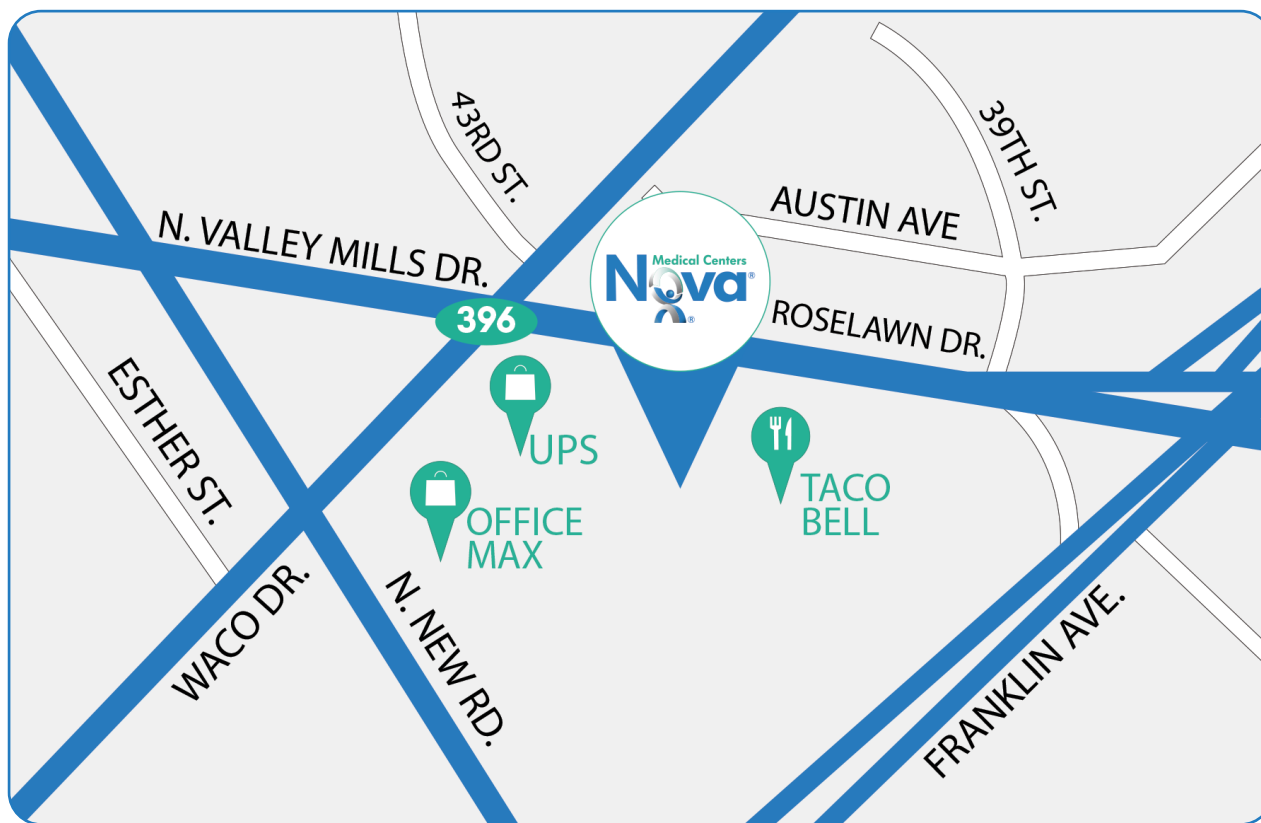 43RD ST.
39TH ST.
AUSTIN AVE
N. VALLEY MILLS DR.
Medical Centers
Nova®
®
396
ROSELAWN DR.
ESTHER ST.
UPS
TACO
BELL
OFFICE
MAX
WACO DR.
N. NEW RD.
FRANKLIN AVE.